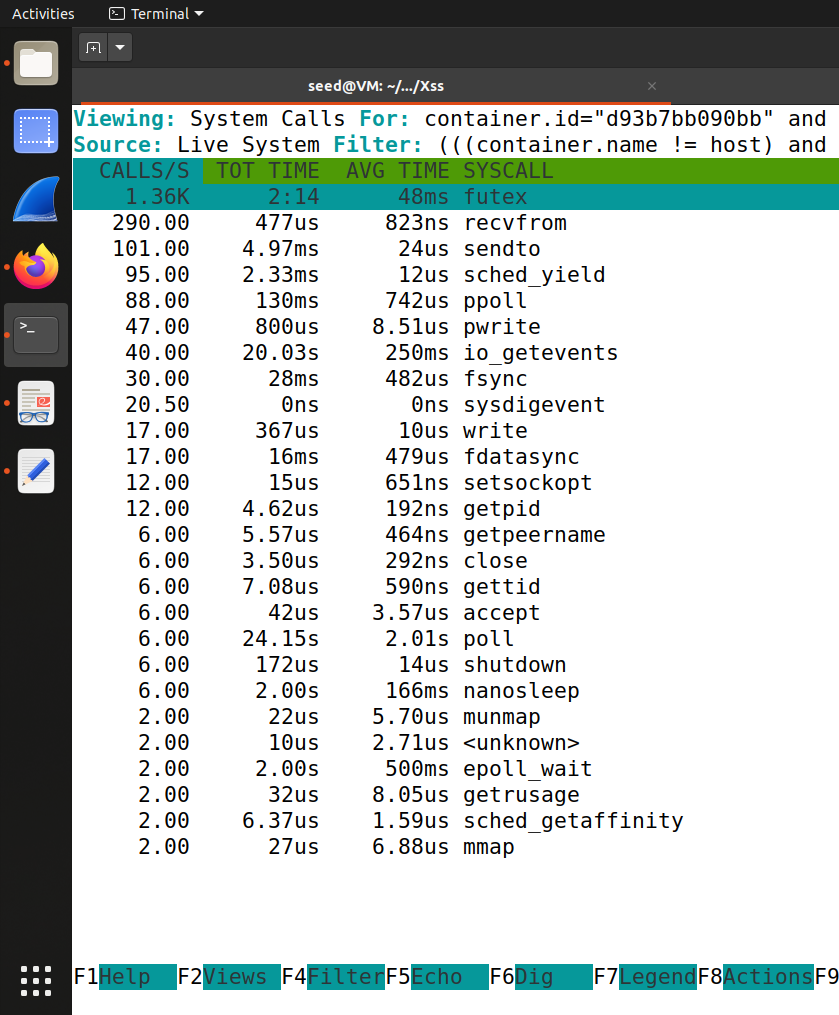 Activities Terminal
seed@VM: ~/.../Xss ×
Viewing: System Calls For: container.id="d93b7bb090bb" and
Source: Live System Filter: (((container.name != host) and
CALLS/S TOT TIME AVG TIME SYSCALL
1.36K 2:14 48ms futex
290.00 477us 823ns recvfrom
101.00 4.97ms 24us sendto
95.00 2.33ms 12us sched_yield
88.00 130ms 742us ppoll
47.00 800us 8.51us pwrite
40.00 20.03s 250ms io_getevents
30.00 28ms 482us fsync
20.50 0ns 0ns sysdigevent
17.00 367us 10us write
17.00 16ms 479us fdatasync
12.00 15us 651ns setsockopt
12.00 4.62us 192ns getpid
6.00 5.57us 464ns getpeername
6.00 3.50us 292ns close
6.00 7.08us 590ns gettid
6.00 42us 3.57us accept
6.00 24.15s 2.01s poll
6.00 172us 14us shutdown
6.00 2.00s 166ms nanosleep
2.00 22us 5.70us munmap
2.00 10us 2.71us <unknown>
2.00 2.00s 500ms epoll_wait
2.00 32us 8.05us getrusage
2.00 6.37us 1.59us sched_getaffinity
2.00 27us 6.88us mmap
F1Help F2Views F4FilterF5Echo F6Dig F7LegendF8ActionsF9